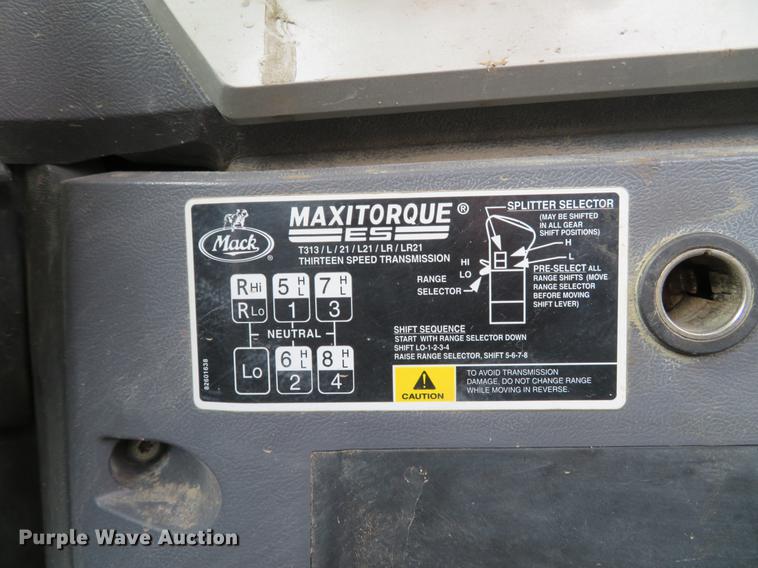 Mack ®
MAXITORQUE®
ES
T313 / L / 21 / L21 / LR / LR21
THIRTEEN SPEED TRANSMISSION
SPLITTER SELECTOR
(MAY BE SHIFTED
IN ALL GEAR
SHIFT POSITIONS)
H
L
HI
LO
RANGE
SELECTOR
PRE-SELECT ALL
RANGE SHIFTS (MOVE
RANGE SELECTOR
BEFORE MOVING
SHIFT LEVER)
R Hi 5 H L 7 H L
R Lo 1 3
NEUTRAL
Lo 6 H L 8 H L
2 4
82601638
SHIFT SEQUENCE
START WITH RANGE SELECTOR DOWN
SHIFT LO-1-2-3-4
RAISE RANGE SELECTOR, SHIFT 5-6-7-8
CAUTION
TO AVOID TRANSMISSION
DAMAGE, DO NOT CHANGE RANGE
WHILE MOVING IN REVERSE.
Purple Wave Auction